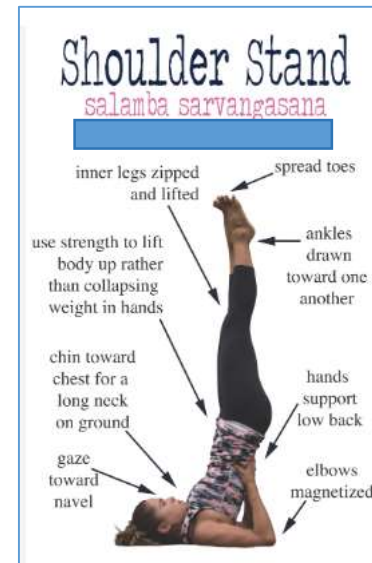 Shoulder Stand
salamba sarvangasana
inner legs zipped
and lifted
spread toes
use strength to lift
body up rather
than collapsing
weight in hands
ankles
drawn
toward one
another
chin toward
chest for a
long neck
on ground
hands
support
low back
gaze
toward
navel
elbows
magnetized